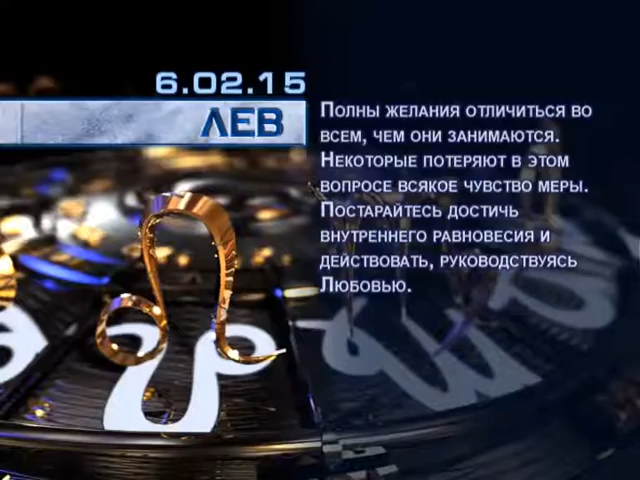 6.02.15
ЛЕВ
Полны желания отличиться во
всем, чем они занимаются.
Некоторые потеряют в этом
вопросе всякое чувство меры.
Постарайтесь достичь
внутреннего равновесия и
действовать, руководствуясь
Любовью.